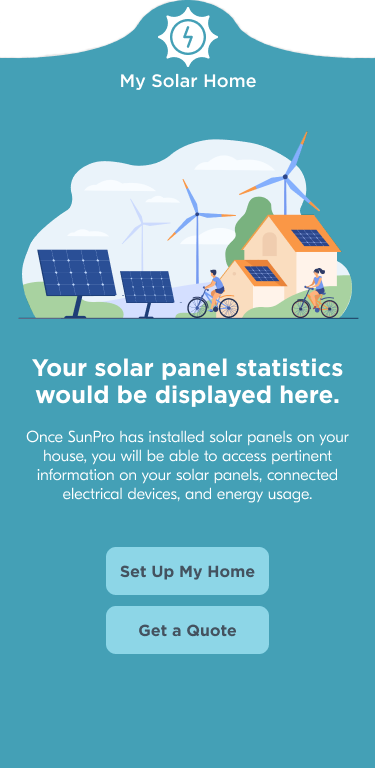 My Solar Home
Your solar panel statistics
would be displayed here.
Once SunPro has installed solar panels on your
house, you will be able to access pertinent
information on your solar panels, connected
electrical devices, and energy usage.
Set Up My Home
Get a Quote